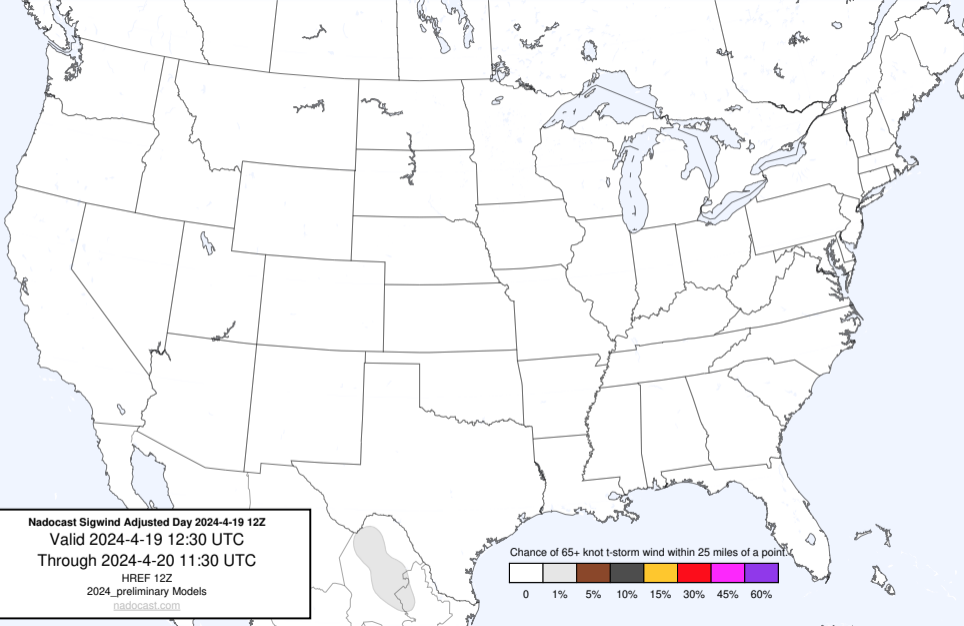 Nadocast Sigwind Adjusted Day 2024-4-19 12Z
Valid 2024-4-19 12:30 UTC
Through 2024-4-20 11:30 UTC
HREF 12Z
2024_preliminary Models
nadocast.com
Chance of 65+ knot t-storm wind within 25 miles of a point.
0 1% 5% 10% 15% 30% 45% 60%